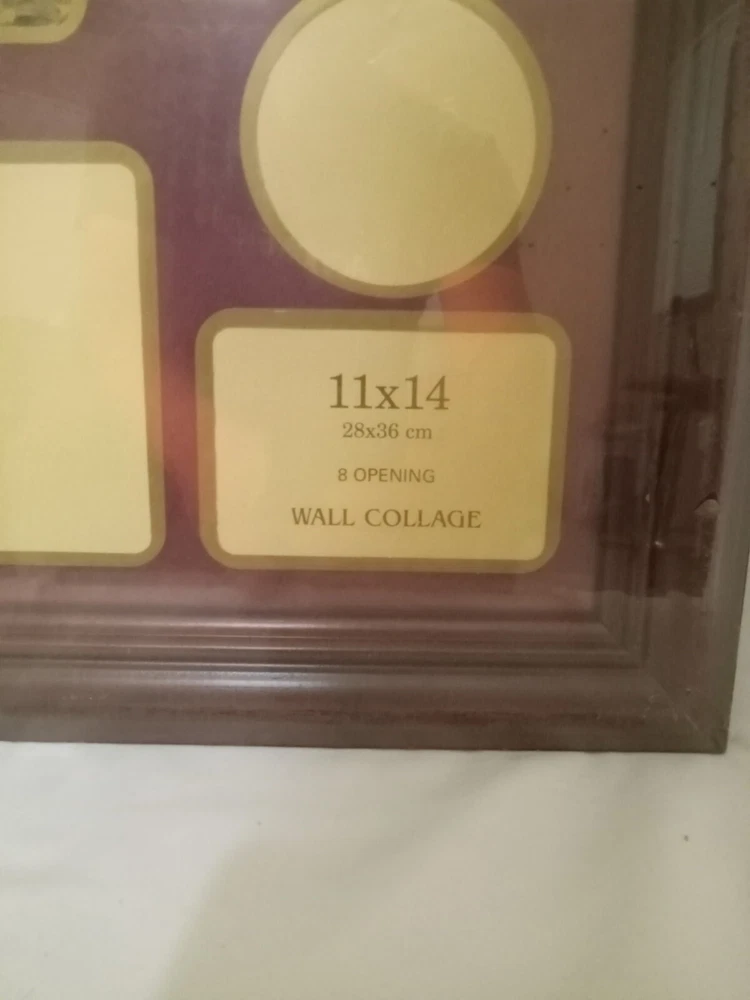 11x14
28x36 cm
8 OPENING
WALL COLLAGE